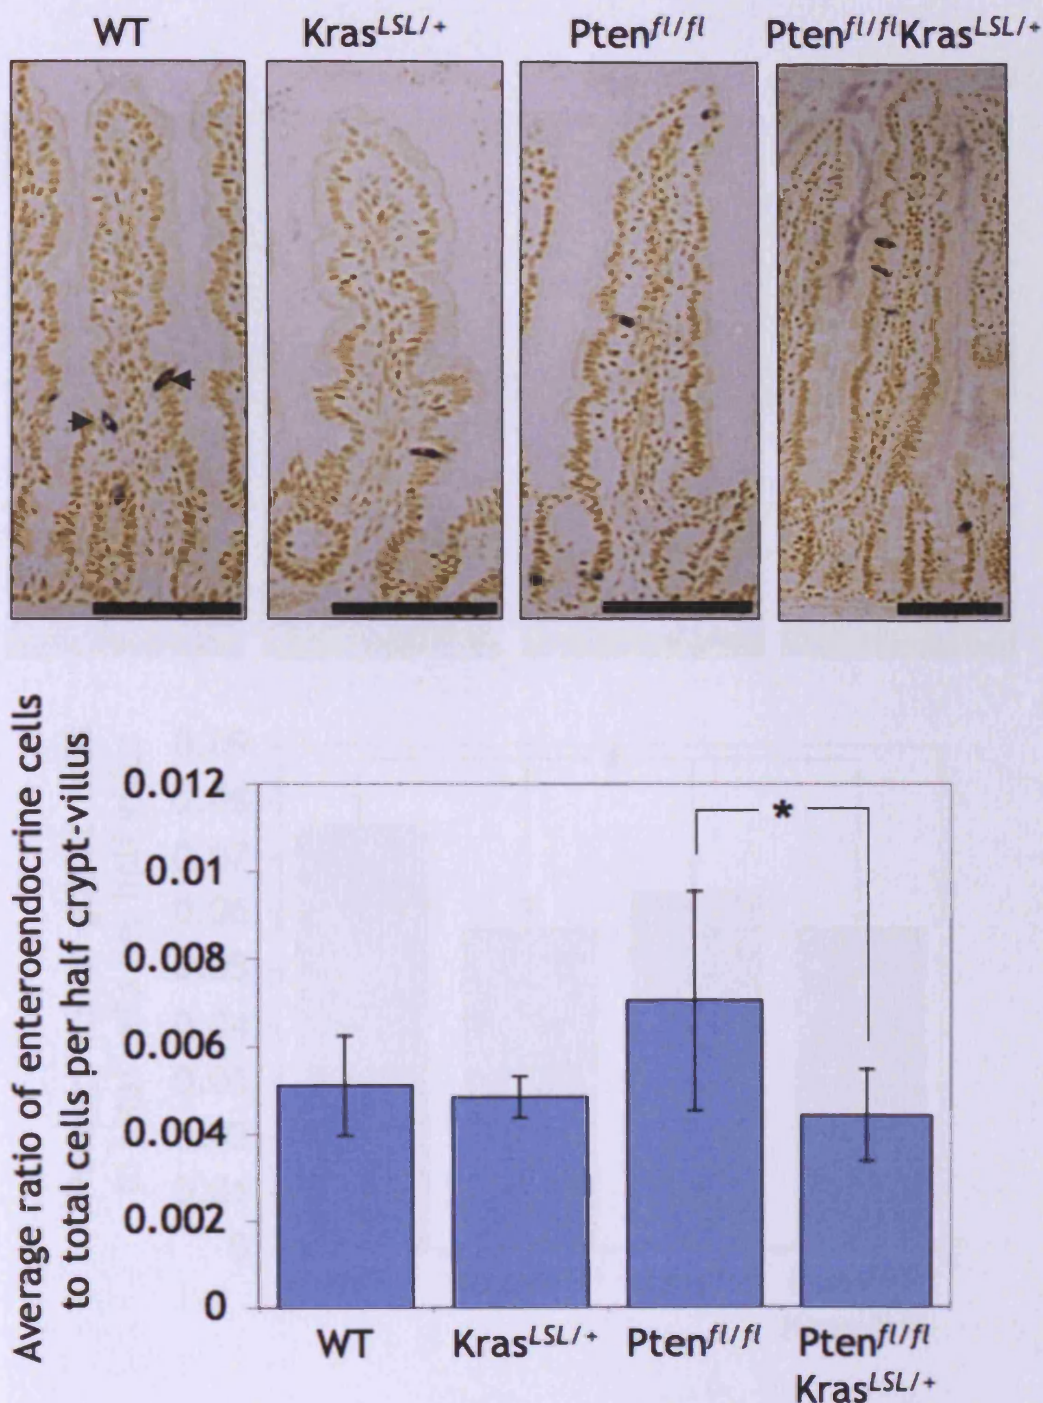 WT Kras^LSL/+ Pten^fl/fl Pten^fl/fl Kras^LSL/+
Average ratio of enteroendocrine cells
to total cells per half crypt-villus
0.012
0.01
0.008
0.006
0.004
0.002
0
*
WT Kras^LSL/+ Pten^fl/fl Pten^fl/fl
Kras^LSL/+